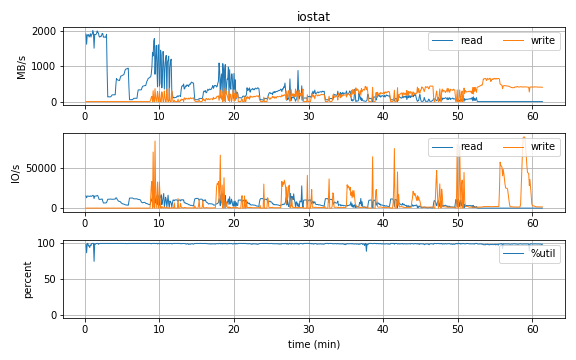 iostat
2000
1000
0
MB/s
read write
0 10 20 30 40 50 60
50000
0
IO/s
read write
0 10 20 30 40 50 60
100
50
0
percent
%util
0 10 20 30 40 50 60
time (min)